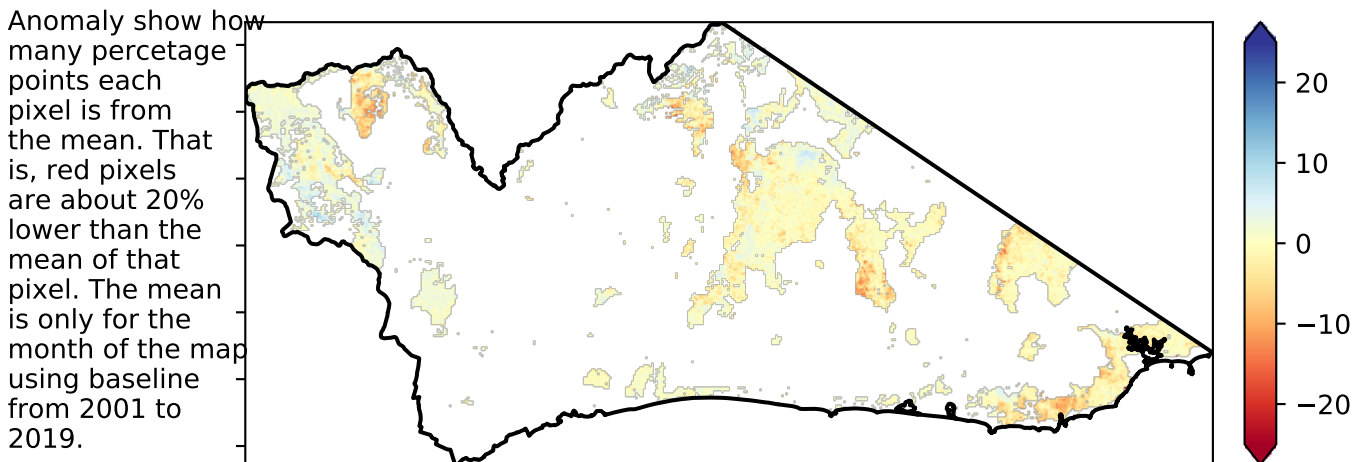 Anomaly show how
many percetage
points each
pixel is from
the mean. That
is, red pixels
are about 20%
lower than the
mean of that
pixel. The mean
is only for the
month of the map
using baseline
from 2001 to
2019.
20
10
0
−10
−20